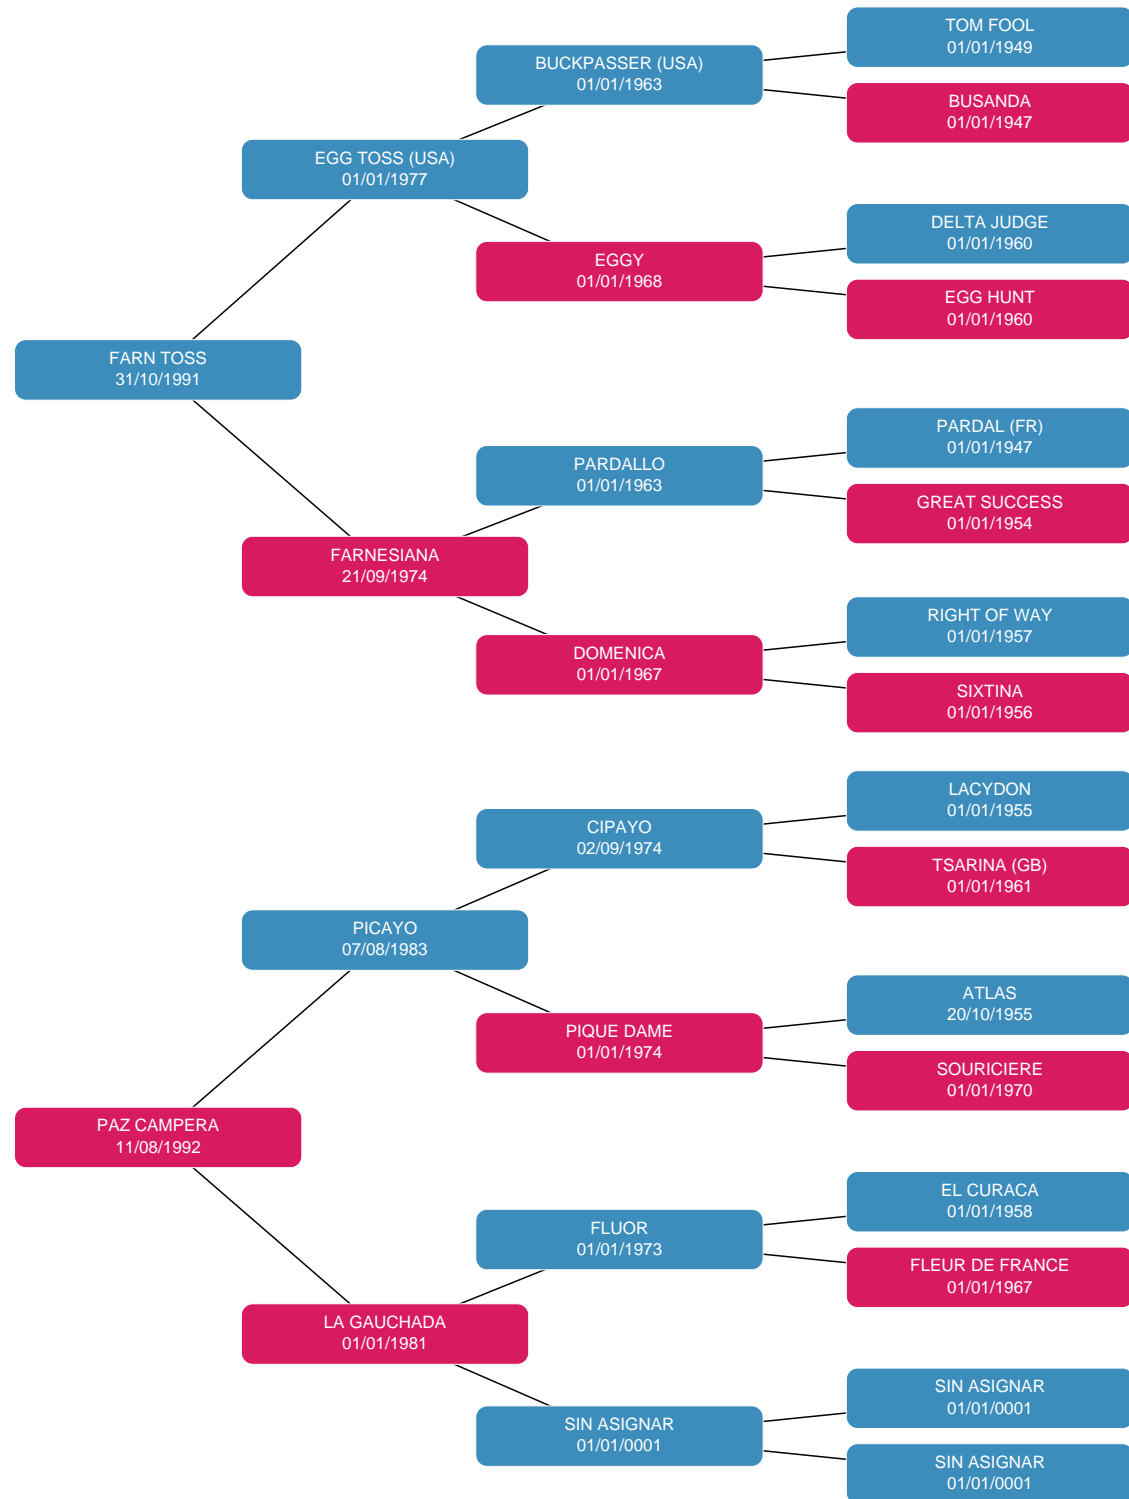 TOM FOOL
01/01/1949
BUCKPASSER (USA)
01/01/1963
BUSANDA
01/01/1947
EGG TOSS (USA)
01/01/1977
DELTA JUDGE
01/01/1960
EGGY
01/01/1968
EGG HUNT
01/01/1960
FARN TOSS
31/10/1991
PARDAL (FR)
01/01/1947
PARDALLO
01/01/1963
GREAT SUCCESS
01/01/1954
FARNESIANA
21/09/1974
RIGHT OF WAY
01/01/1957
DOMENICA
01/01/1967
SIXTINA
01/01/1956
LACYDON
01/01/1955
CIPAYO
02/09/1974
TSARINA (GB)
01/01/1961
PICAYO
07/08/1983
ATLAS
20/10/1955
PIQUE DAME
01/01/1974
SOURICIERE
01/01/1970
PAZ CAMPERA
11/08/1992
EL CURACA
01/01/1958
FLUOR
01/01/1973
FLEUR DE FRANCE
01/01/1967
LA GAUCHADA
01/01/1981
SIN ASIGNAR
01/01/0001
SIN ASIGNAR
01/01/0001
SIN ASIGNAR
01/01/0001